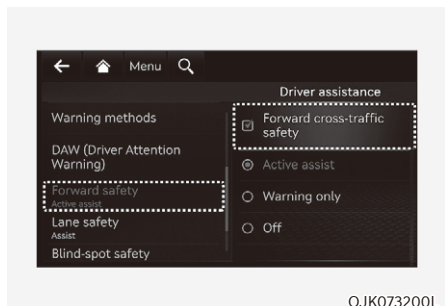 Menu
Driver assistance
Warning methods
DAW (Driver Attention
Warning)
Forward safety
Active assist
Lane safety
Assist
Blind-spot safety
Forward cross-traffic
safety
Active assist
Warning only
Off
OJK073200L